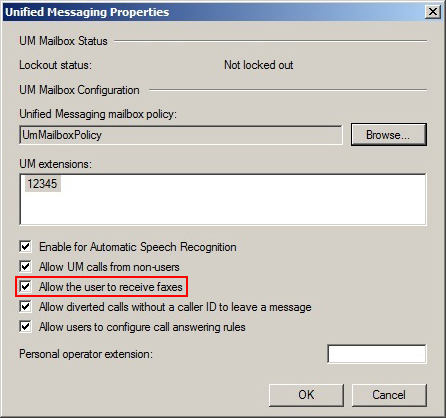 Unified Messaging Properties
UM Mailbox Status
Lockout status: Not locked out
UM Mailbox Configuration
Unified Messaging mailbox policy:
UmMailboxPolicy Browse...
UM extensions:
12345
Enable for Automatic Speech Recognition
Allow UM calls from non-users
Allow the user to receive faxes
Allow diverted calls without a caller ID to leave a message
Allow users to configure call answering rules
Personal operator extension:
OK Cancel